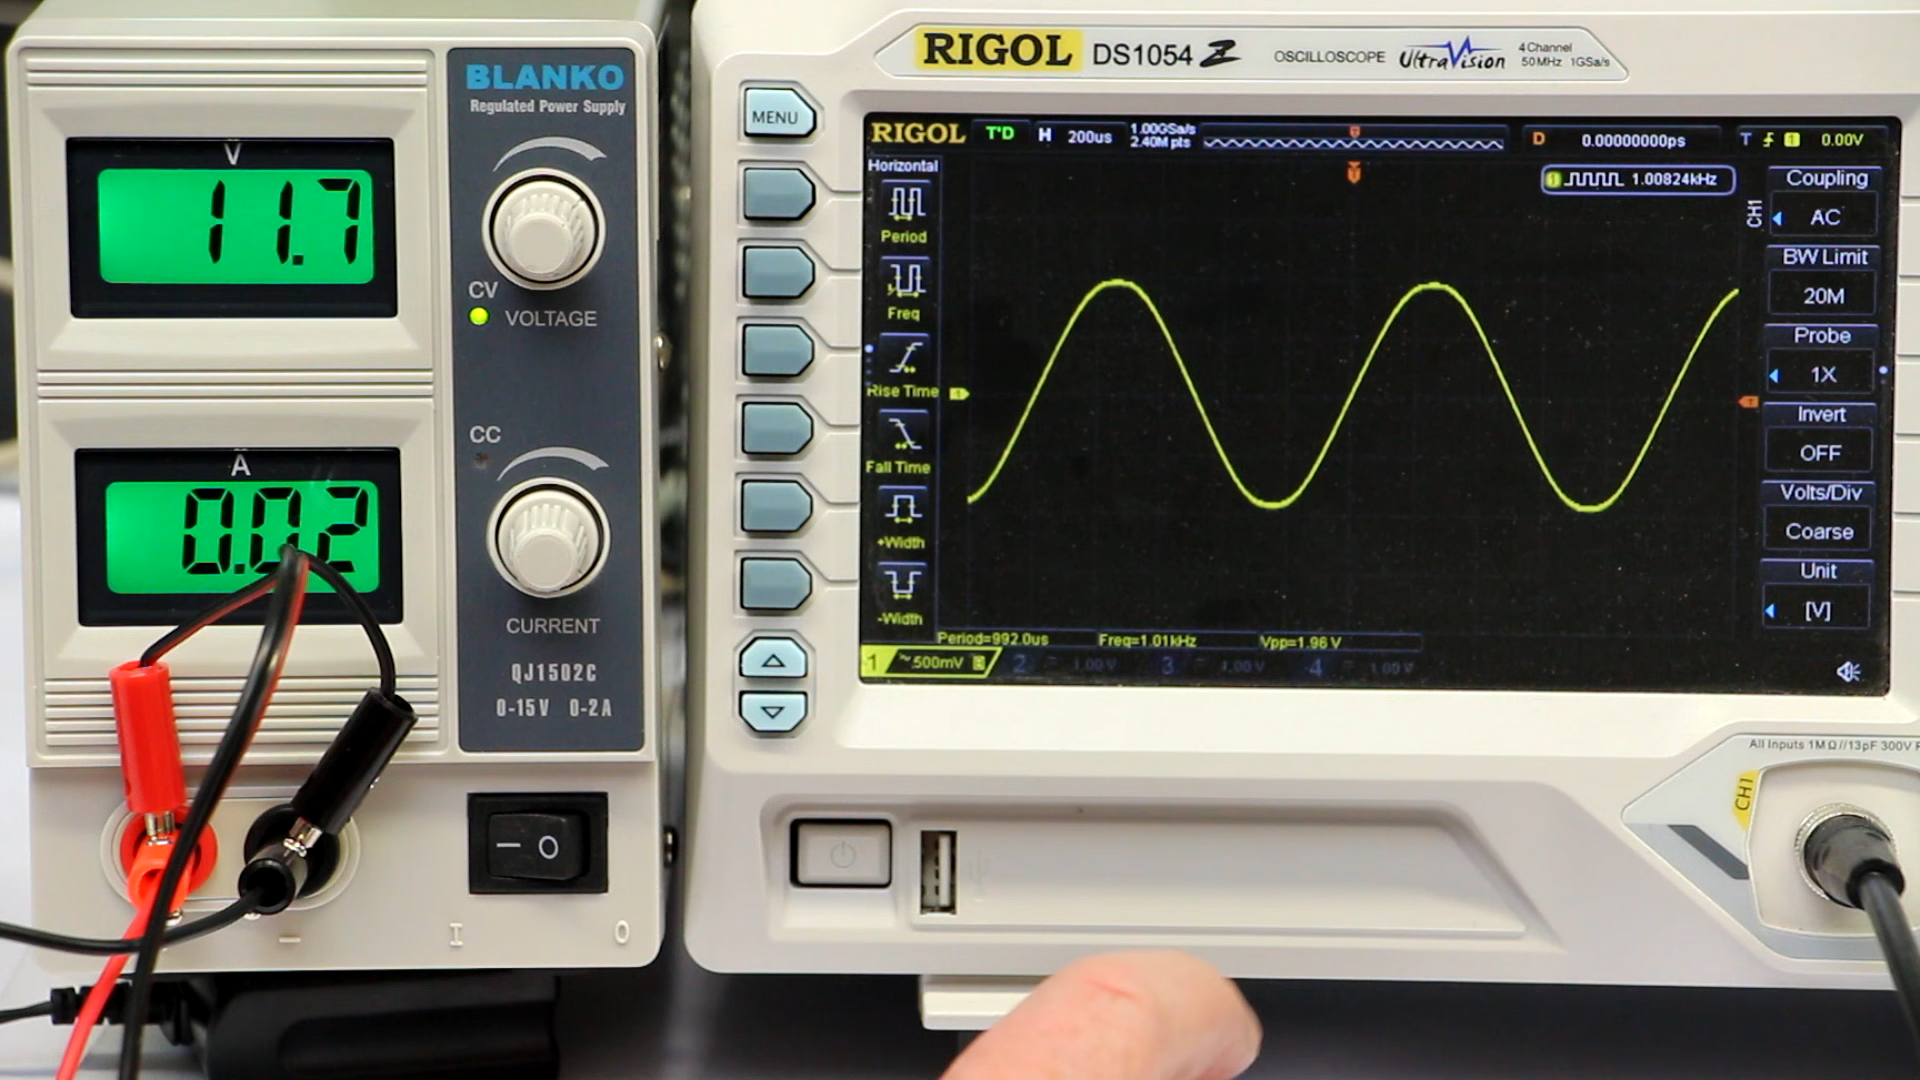 BLANKO
Regulated Power Supply
V
11.7
CV
VOLTAGE
A
0.02
CC
CURRENT
QJ1502C
0-15V 0-2A
I
O
RIGOL DS1054 Z OSCILLOSCOPE UltraVision 4 Channel
50MHz 1GSa/s
MENU
RIGOL T'D H 200us 1.00GSa/s
2.40M pts
D 0.00000000ps T 1 0.00V
Horizontal
Period
Freq
Rise Time
Fall Time
+Width
-Width
1 1.00824kHz
CH1
Coupling
AC
BW Limit
20M
Probe
1X
Invert
OFF
Volts/Div
Coarse
Unit
[V]
Period=992.0us Freq=1.01kHz Vpp=1.96 V
1 ~ 500mV B 2 = 1.00 V 3 = 1.00 V 4 = 1.00 V
All Inputs 1MΩ//13pF 300V
CH1